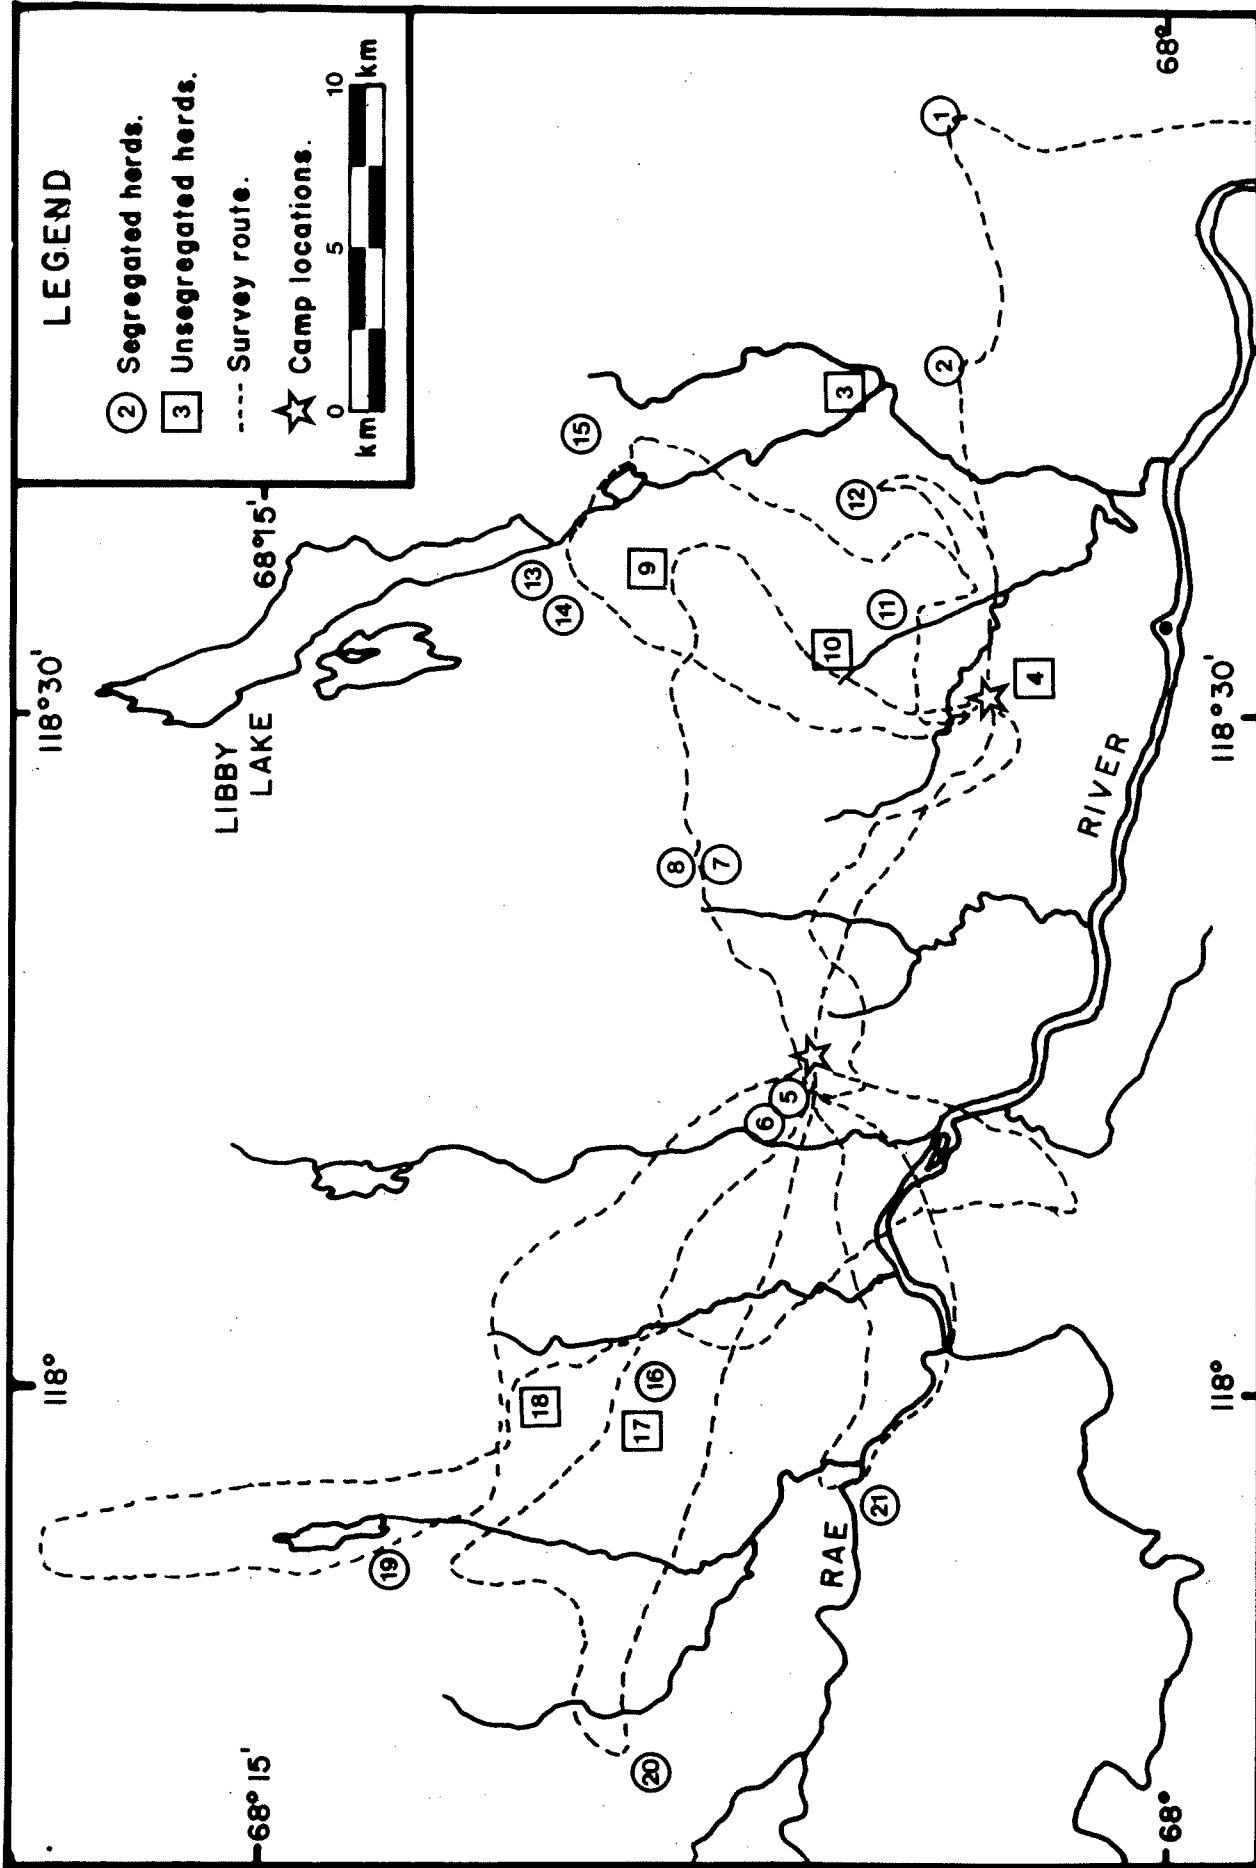 LEGEND
2 Segregated herds.
3 Unsegregated herds.
---- Survey route.
Camp locations.
0 5 10
km km
68°15'
118°
118°30'
68°15'
LIBBY
LAKE
19
18
20
17
16
8
7
6
5
13
14
15
9
10
11
12
3
2
1
4
21
RAE
RIVER
68°
118°
118°30'
68°